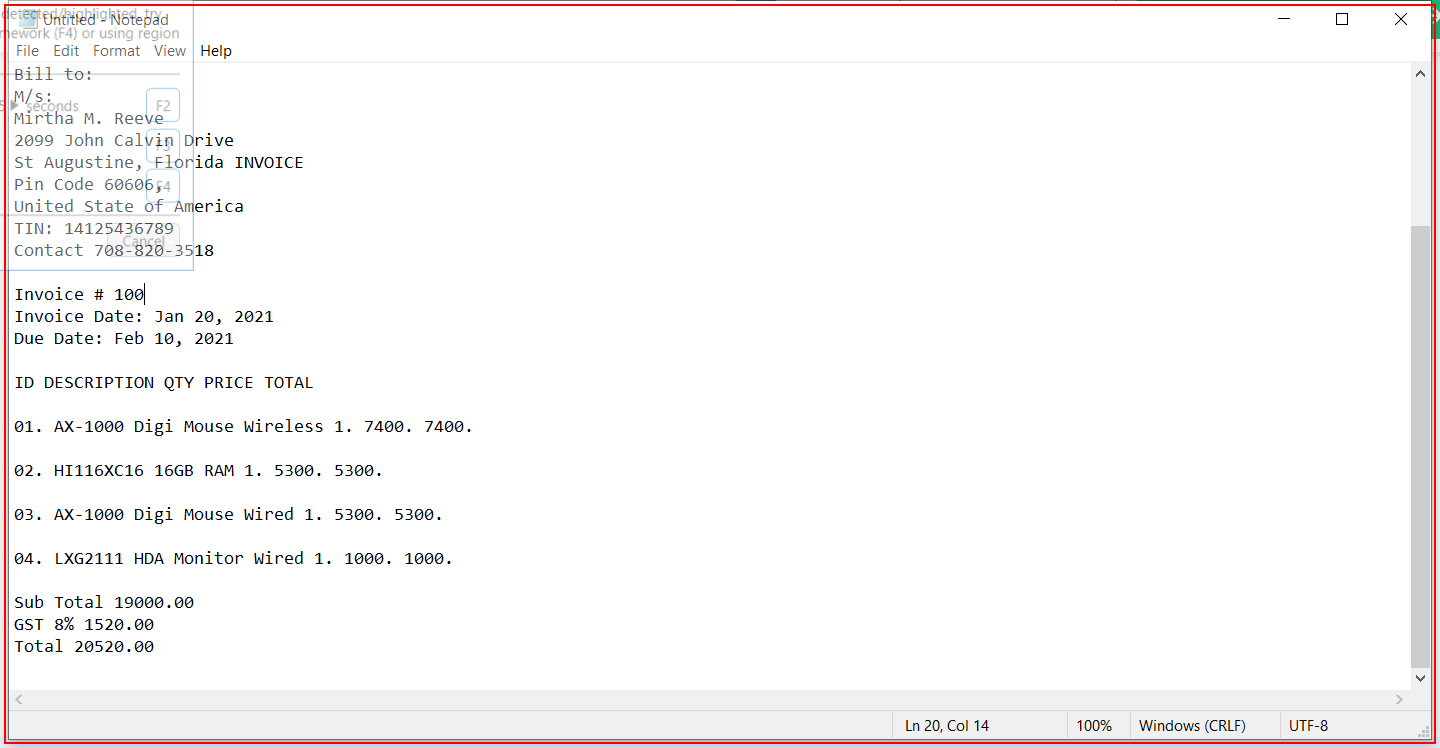 detected/highlighted, try
Untitled - Notepad
mework (F4) or using region
File Edit Format View Help
Bill to:
M/s:
seconds F2
Mirtha M. Reeve
2099 John Calvin Drive
F3
St Augustine, Florida INVOICE
Pin Code 60606,
F4
United State of America
TIN: 14125436789
Cancel
Contact 708-820-3518
Invoice # 100
Invoice Date: Jan 20, 2021
Due Date: Feb 10, 2021
ID DESCRIPTION QTY PRICE TOTAL
01. AX-1000 Digi Mouse Wireless 1. 7400. 7400.
02. HI116XC16 16GB RAM 1. 5300. 5300.
03. AX-1000 Digi Mouse Wired 1. 5300. 5300.
04. LXG2111 HDA Monitor Wired 1. 1000. 1000.
Sub Total 19000.00
GST 8% 1520.00
Total 20520.00
Ln 20, Col 14 100% Windows (CRLF) UTF-8